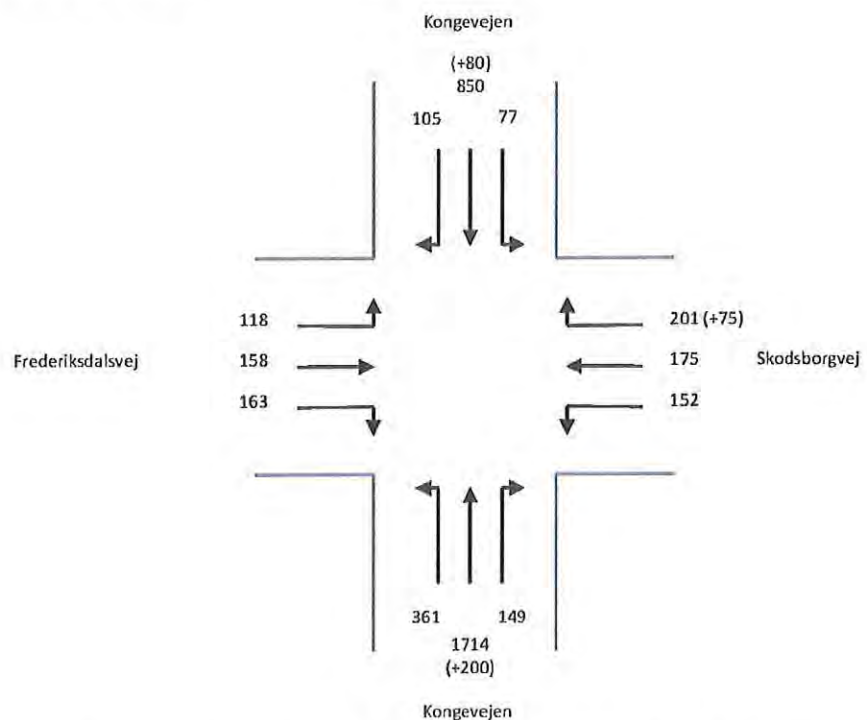 Kongevejen
(+80)
850
105 77
118 201 (+75)
Frederiksdalsvej 158 175 Skodsborgvej
163 152
361 149
1714
(+200)
Kongevejen